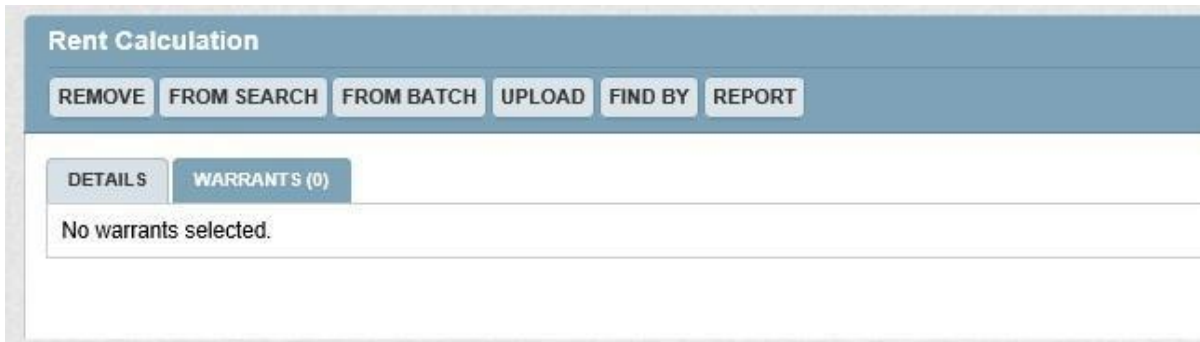 Rent Calculation
REMOVE FROM SEARCH FROM BATCH UPLOAD FIND BY REPORT
DETAILS WARRANTS (0)
No warrants selected.